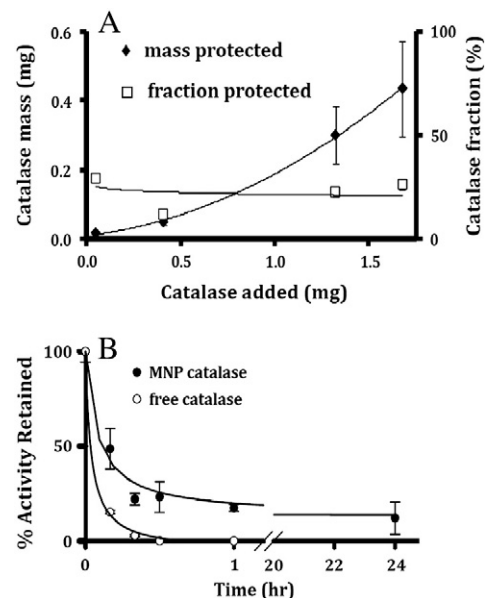 A
mass protected
fraction protected
Catalase mass (mg)
0.6
0.4
0.2
0.0
100
50
0
Catalase fraction (%)
0.0 0.5 1.0 1.5
Catalase added (mg)
B
MNP catalase
free catalase
% Activity Retained
100
50
0
0 1 20 22 24
Time (hr)